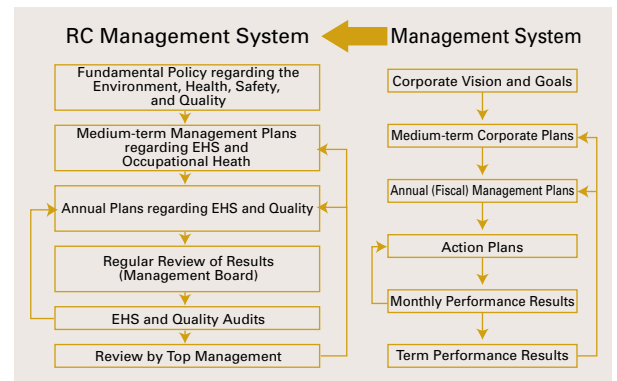 RC Management System
Management System
Fundamental Policy regarding the
Environment, Health, Safety,
and Quality
Medium-term Management Plans
regarding EHS and
Occupational Heath
Annual Plans regarding EHS and Quality
Regular Review of Results
(Management Board)
EHS and Quality Audits
Review by Top Management
Corporate Vision and Goals
Medium-term Corporate Plans
Annual (Fiscal) Management Plans
Action Plans
Monthly Performance Results
Term Performance Results